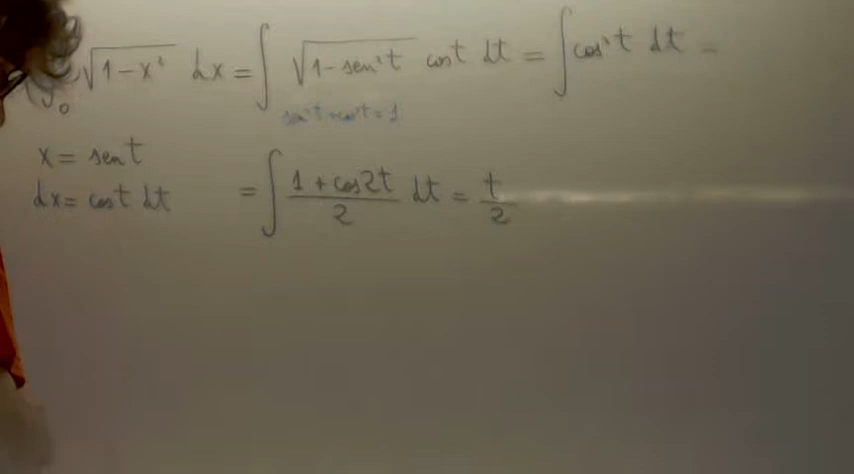 ∫₀ √(1-x²) dx = ∫ √(1-sen²t) cost dt = ∫ cos²t dt =
sen²t+cos²t=1
x = sen t
dx = cost dt = ∫ (1+cos2t)/2 dt = t/2